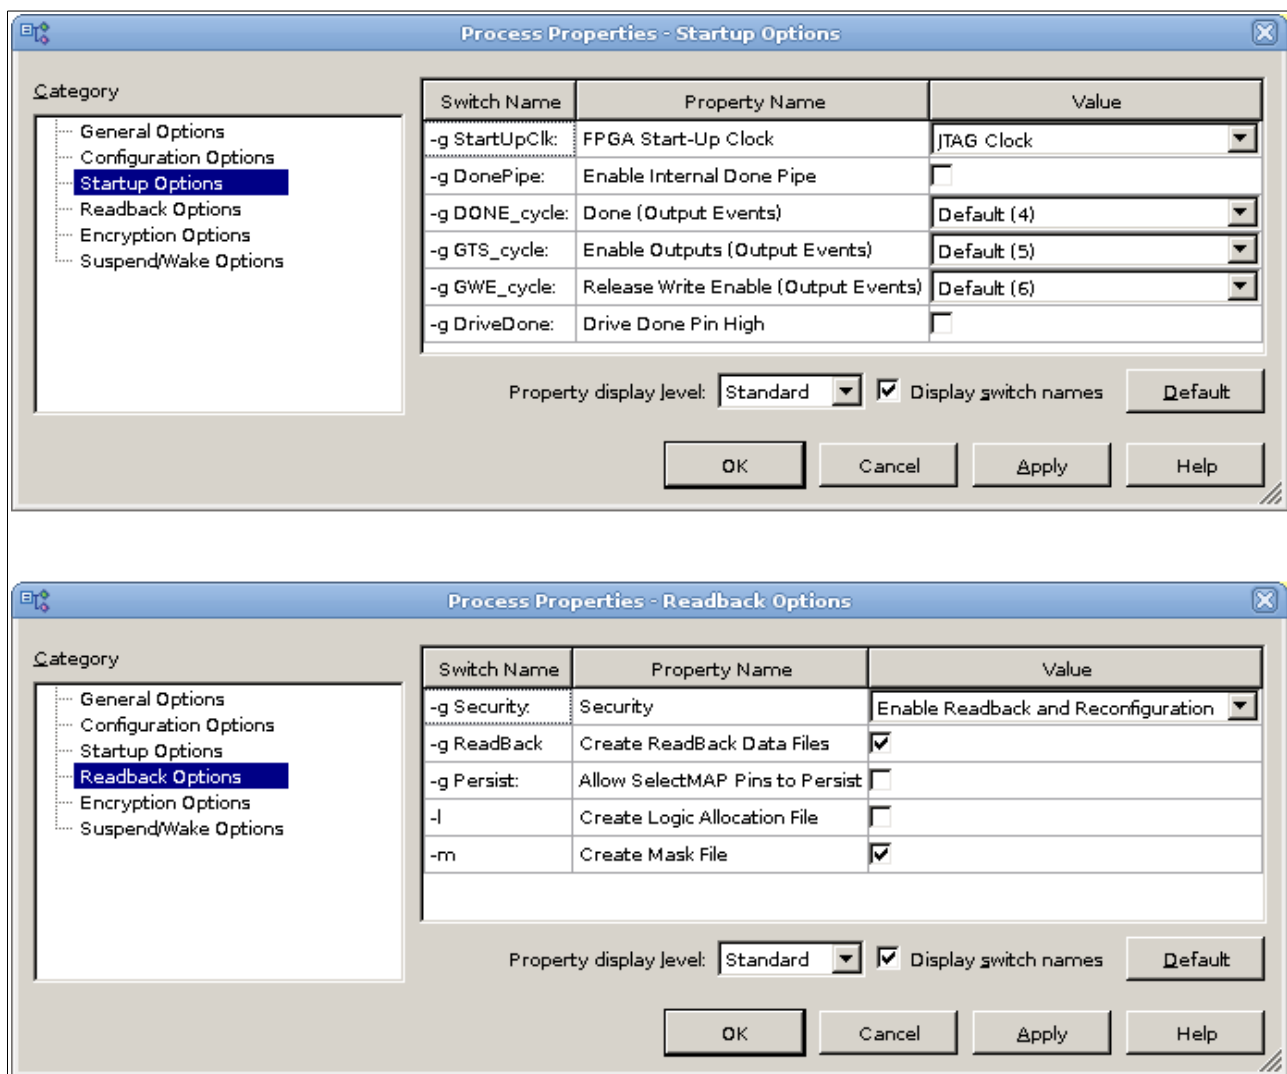 Process Properties - Startup Options
Category
General Options
Configuration Options
Startup Options
Readback Options
Encryption Options
Suspend/Wake Options
Switch Name Property Name Value
-g StartUpClk: FPGA Start-Up Clock JTAG Clock
-g DonePipe: Enable Internal Done Pipe
-g DONE_cycle: Done (Output Events) Default (4)
-g GTS_cycle: Enable Outputs (Output Events) Default (5)
-g GWE_cycle: Release Write Enable (Output Events) Default (6)
-g DriveDone: Drive Done Pin High
Property display level: Standard Display switch names Default
OK Cancel Apply Help
Process Properties - Readback Options
Category
General Options
Configuration Options
Startup Options
Readback Options
Encryption Options
Suspend/Wake Options
Switch Name Property Name Value
-g Security: Security Enable Readback and Reconfiguration
-g ReadBack Create ReadBack Data Files
-g Persist: Allow SelectMAP Pins to Persist
-l Create Logic Allocation File
-m Create Mask File
Property display level: Standard Display switch names Default
OK Cancel Apply Help